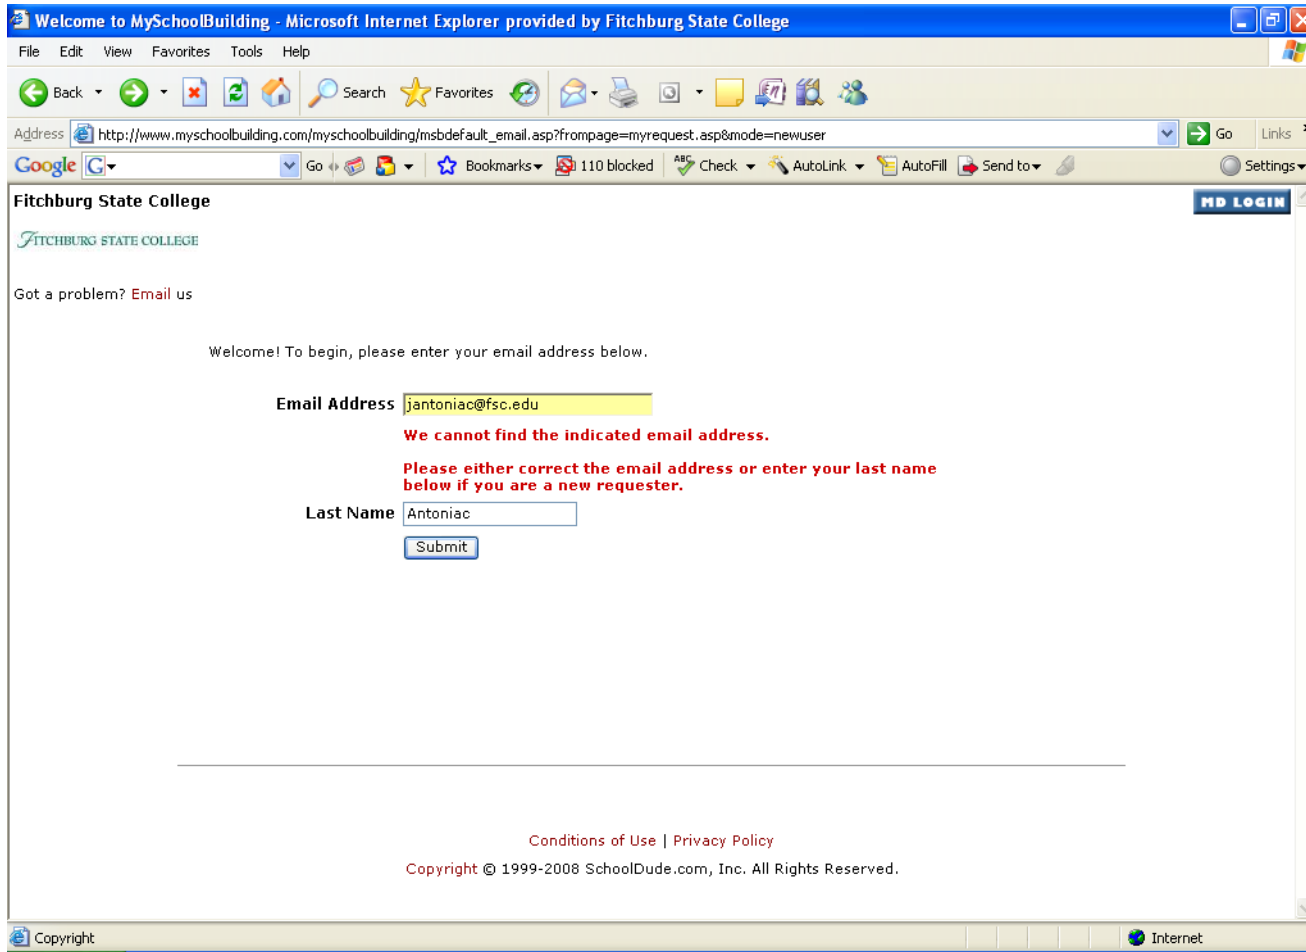 Welcome to MySchoolBuilding - Microsoft Internet Explorer provided by Fitchburg State College
File Edit View Favorites Tools Help
Back Search Favorites
Address http://www.myschoolbuilding.com/myschoolbuilding/msbdefault_email.asp?frompage=myrequest.asp&mode=newuser Go Links
Google G Go Bookmarks 110 blocked ABC Check AutoLink AutoFill Send to Settings
Fitchburg State College MD LOGIN
FITCHBURG STATE COLLEGE
Got a problem? Email us
Welcome! To begin, please enter your email address below.
Email Address jantoniac@fsc.edu
We cannot find the indicated email address.
Please either correct the email address or enter your last name
below if you are a new requester.
Last Name Antoniac
Submit
Conditions of Use | Privacy Policy
Copyright © 1999-2008 SchoolDude.com, Inc. All Rights Reserved.
Copyright Internet